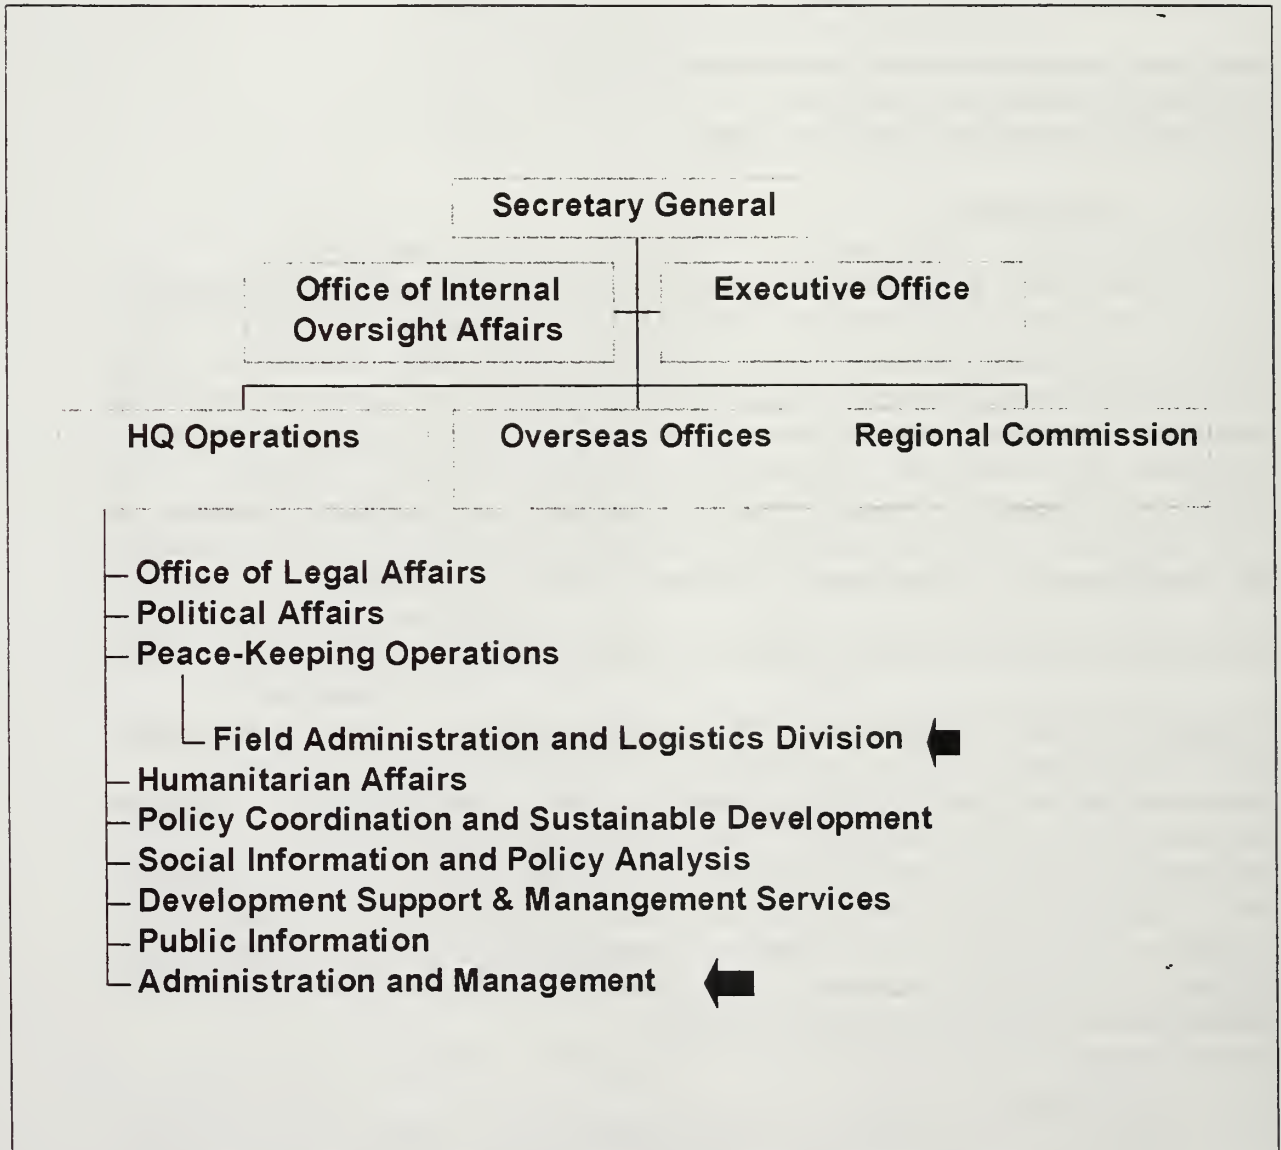 Secretary General
Office of Internal
Oversight Affairs
Executive Office
HQ Operations
Overseas Offices
Regional Commission
Office of Legal Affairs
Political Affairs
Peace-Keeping Operations
Field Administration and Logistics Division
Humanitarian Affairs
Policy Coordination and Sustainable Development
Social Information and Policy Analysis
Development Support & Manangement Services
Public Information
Administration and Management